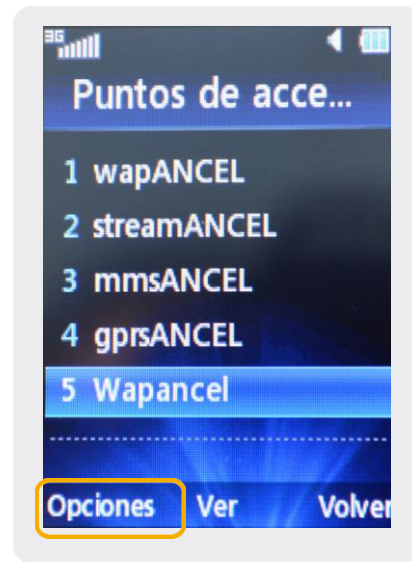 3G
Puntos de acce...
1 wapANCEL
2 streamANCEL
3 mmsANCEL
4 gprsANCEL
5 Wapancel
Opciones Ver Volver